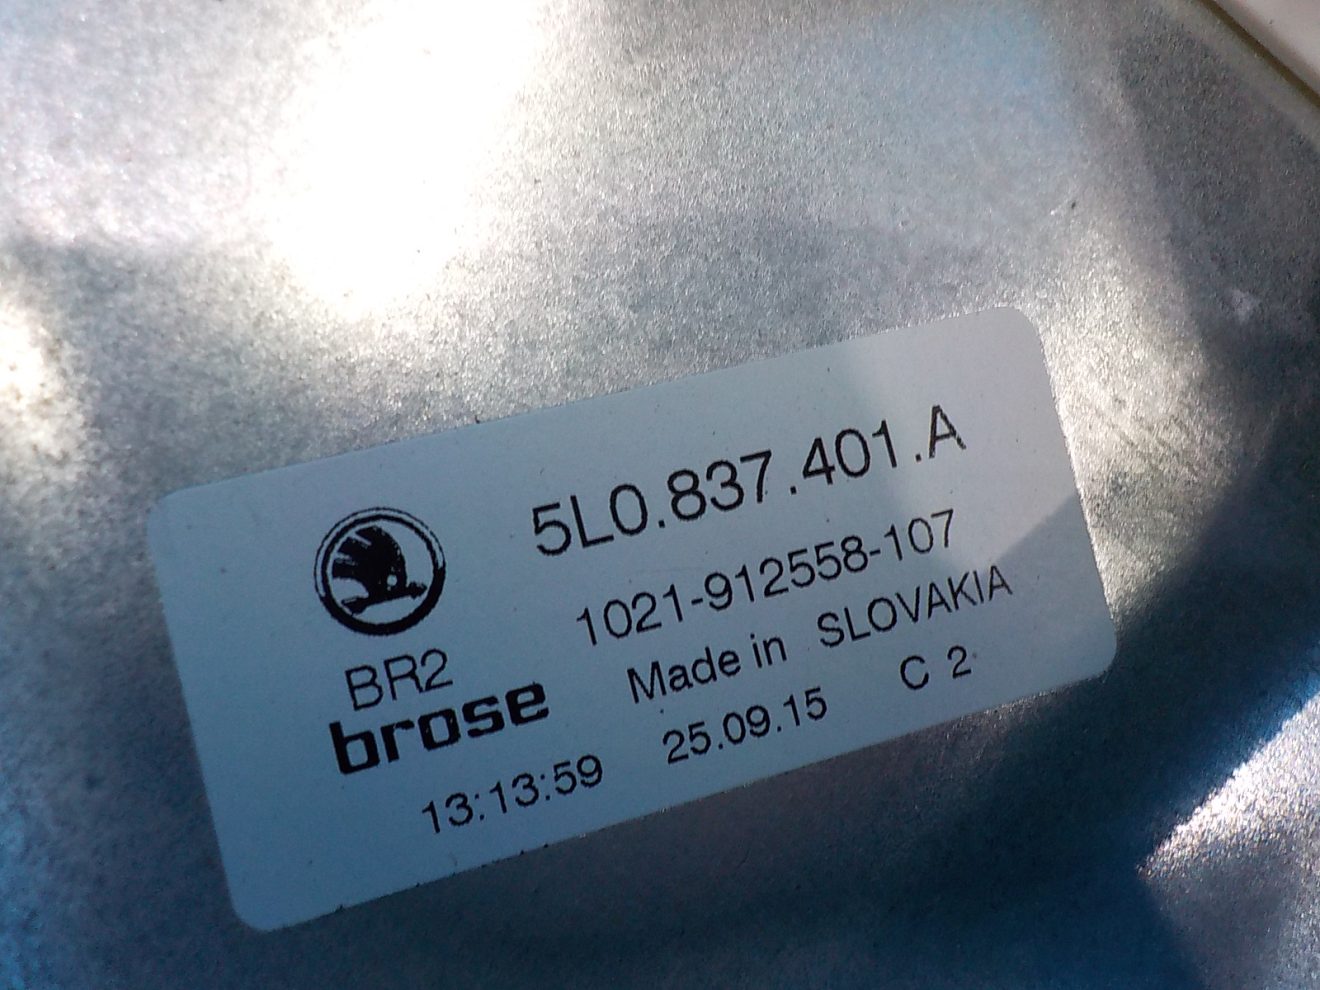 5L0.837.401.A
1021-912558-107
BR2
Made in SLOVAKIA
brose
13:13:59 25.09.15 C 2